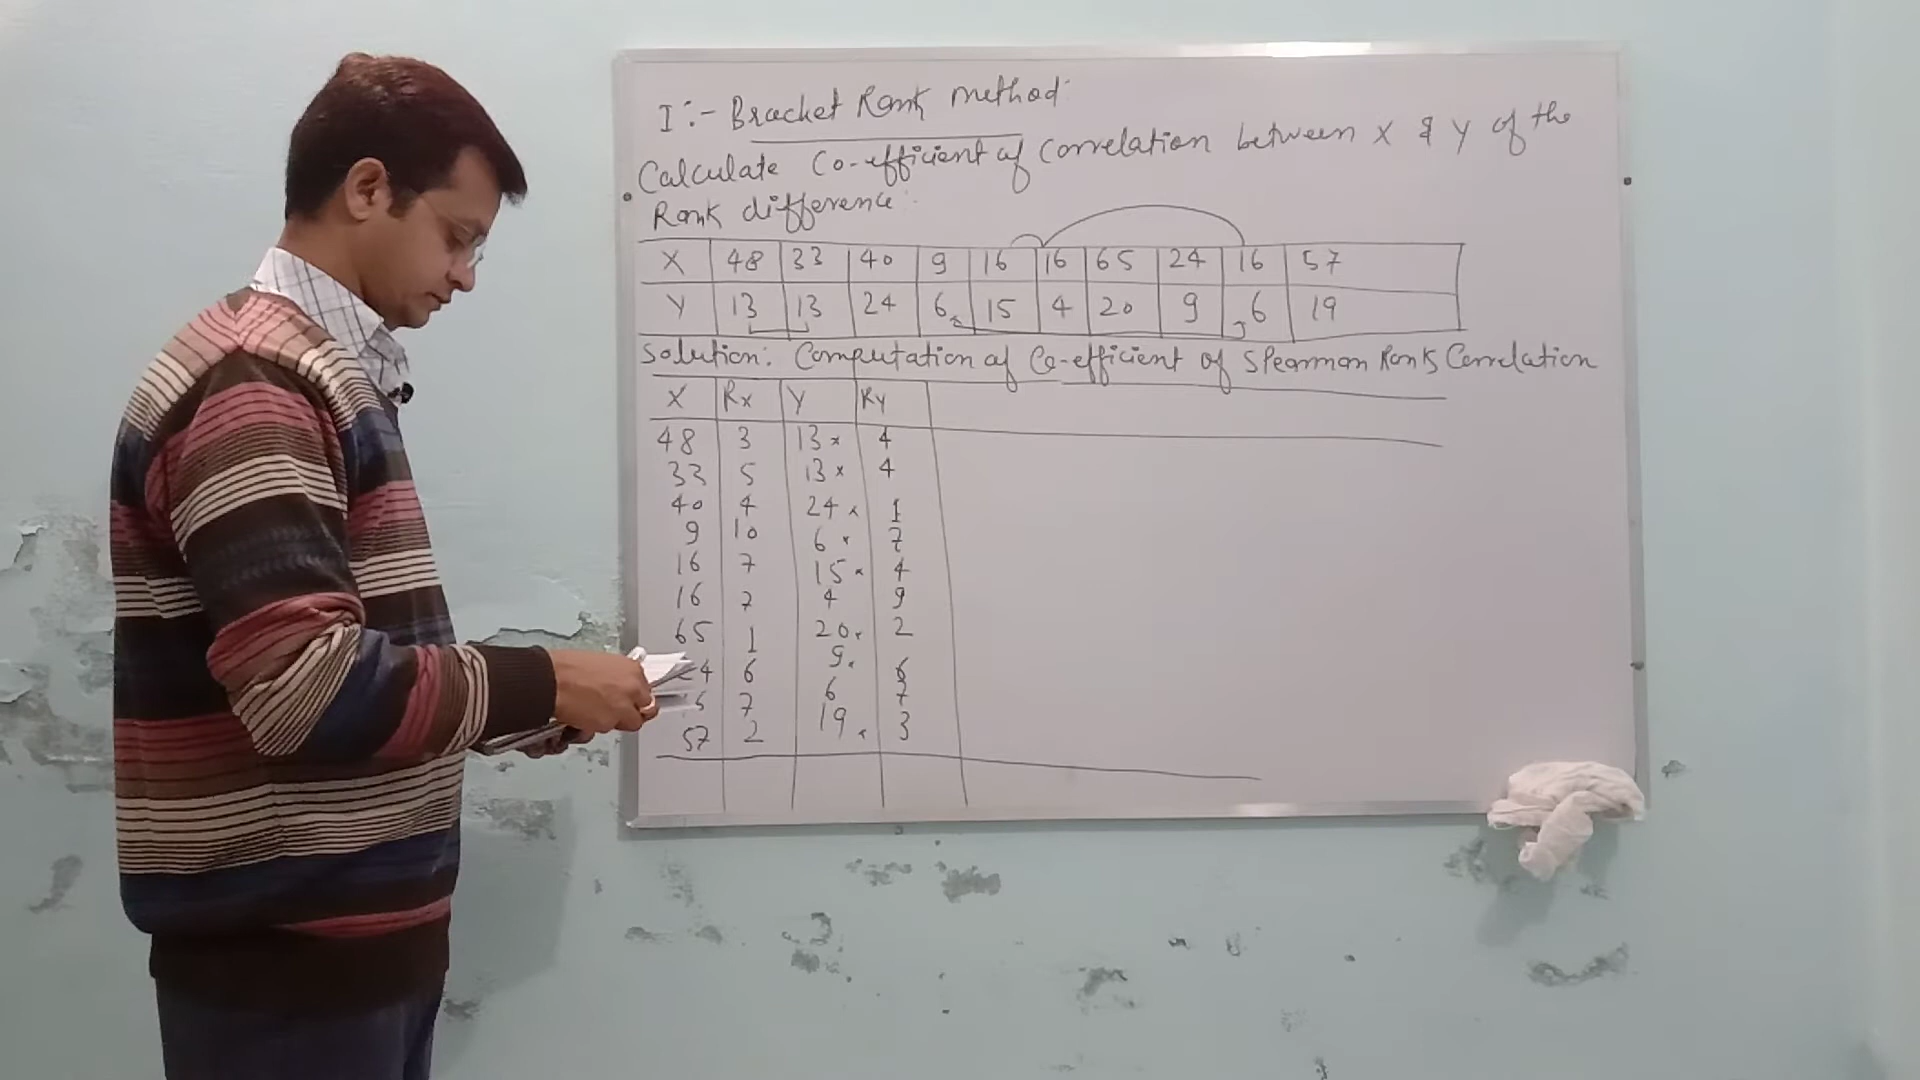 I :- Bracket Rank method:
Calculate Co-efficient of Correlation between X & Y of the
Rank difference:
X 48 33 40 9 16 16 65 24 16 57
Y 13 13 24 6 15 4 20 9 6 19
Solution: Computation of Co-efficient of Spearman Ranks Correlation
X Rx Y Ry
48 3 13 x 4
33 5 13 x 4
40 4 24 x 1
9 10 6 x 7
16 7 15 x 4
16 7 4 9
65 1 20 x 2
4 6 9 x 6
6 7 6 7
57 2 19 x 3